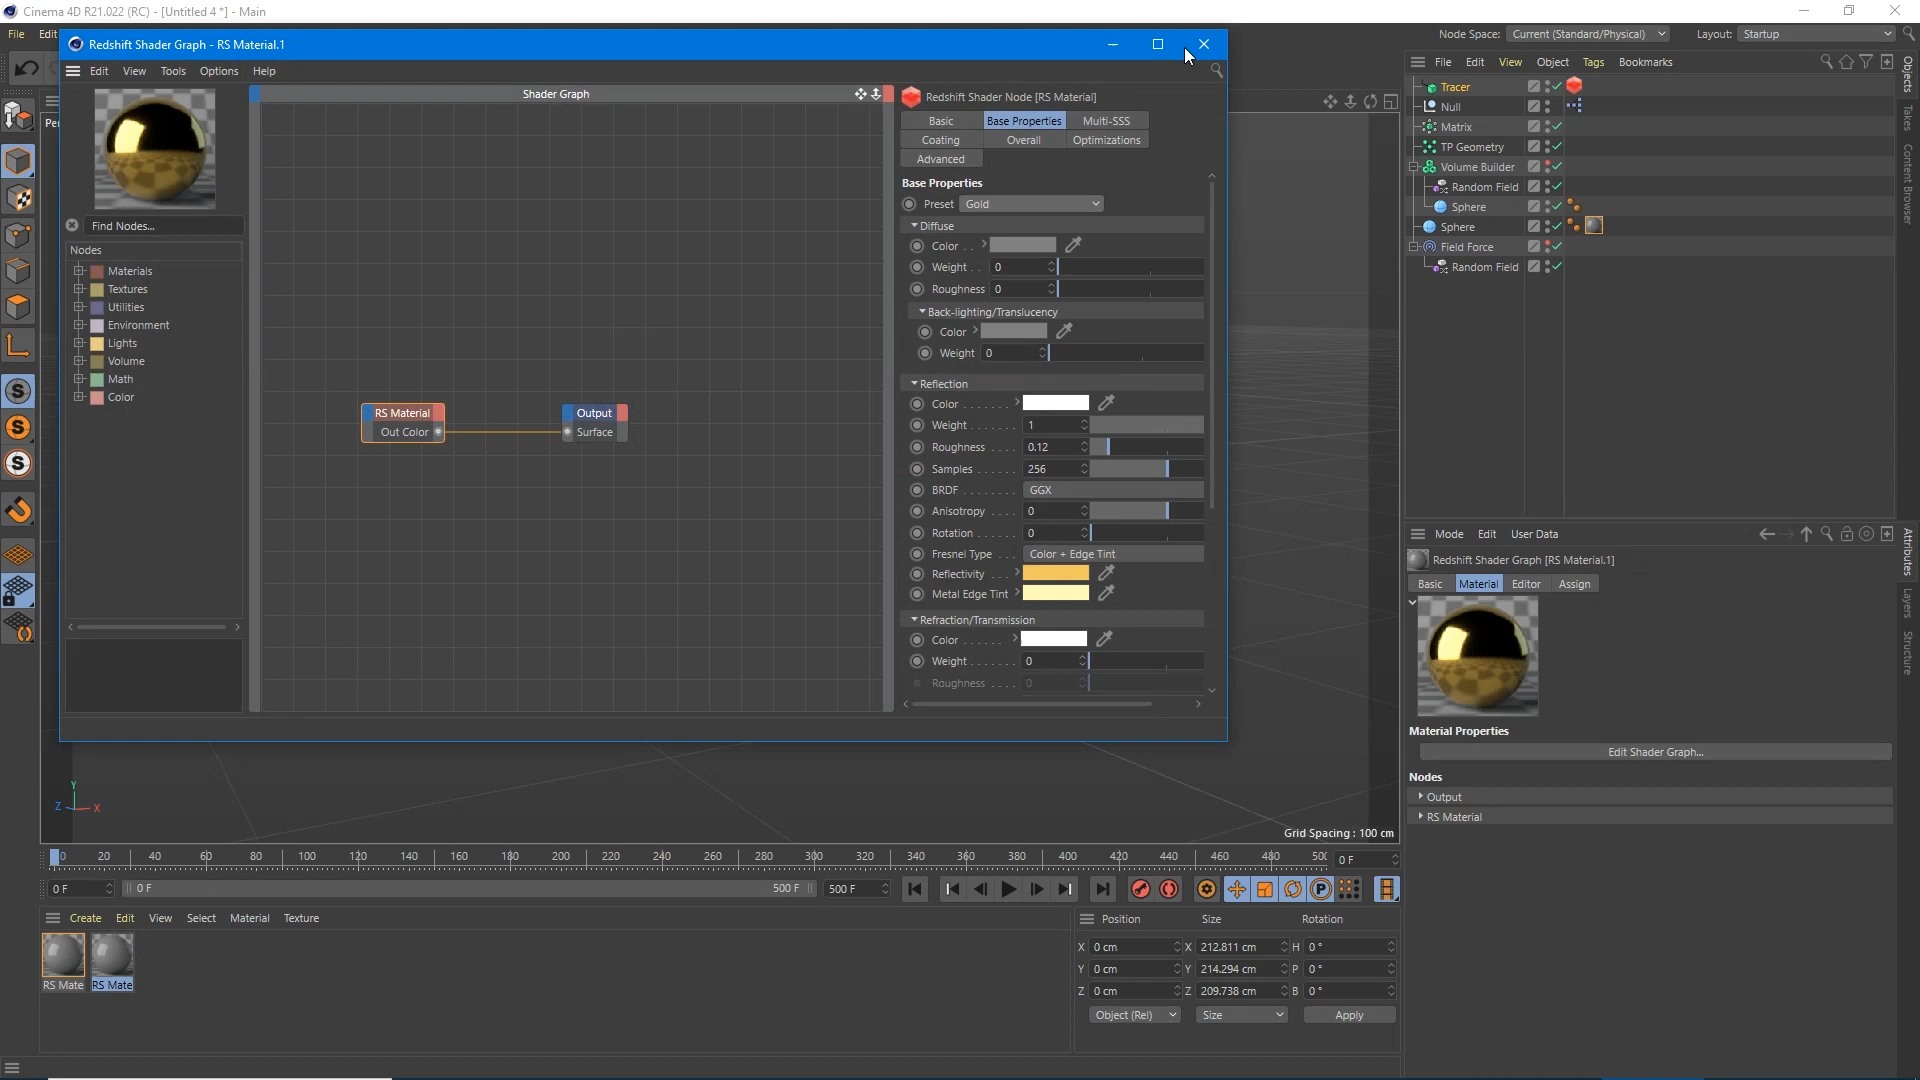 Cinema 4D R21.022 (RC) - [Untitled 4 *] - Main
File Edit
Node Space: Current (Standard/Physical) Layout: Startup
Redshift Shader Graph - RS Material.1
Edit View Tools Options Help
Shader Graph
Find Nodes...
Nodes
Materials
Textures
Utilities
Environment
Lights
Volume
Math
Color
RS Material
Out Color
Output
Surface
Redshift Shader Node [RS Material]
Basic Base Properties Multi-SSS
Coating Overall Optimizations
Advanced
Base Properties
Preset Gold
Diffuse
Color . .
Weight . . 0
Roughness 0
Back-lighting/Translucency
Color
Weight 0
Reflection
Color . . . . . . .
Weight . . . . . . 1
Roughness . . . . 0.12
Samples . . . . . . 256
BRDF . . . . . . . . GGX
Anisotropy . . . . 0
Rotation . . . . . 0
Fresnel Type . . . Color + Edge Tint
Reflectivity . . .
Metal Edge Tint
Refraction/Transmission
Color . . . . . . .
Weight . . . . . . . 0
Roughness . . . . 0
File Edit View Object Tags Bookmarks
Tracer
Null
Matrix
TP Geometry
Volume Builder
Random Field
Sphere
Sphere
Field Force
Random Field
Objects
Takes
Content Browser
Mode Edit User Data
Redshift Shader Graph [RS Material.1]
Basic Material Editor Assign
Material Properties
Edit Shader Graph...
Nodes
Output
RS Material
Attributes
Layers
Structure
Y
Z X
Grid Spacing : 100 cm
0 20 40 60 80 100 120 140 160 180 200 220 240 260 280 300 320 340 360 380 400 420 440 460 480 50
0 F
0 F 0 F 500 F 500 F
P
Create Edit View Select Material Texture
RS Mate RS Mate
Position Size Rotation
X 0 cm X 212.811 cm H 0 °
Y 0 cm Y 214.294 cm P 0 °
Z 0 cm Z 209.738 cm B 0 °
Object (Rel) Size Apply